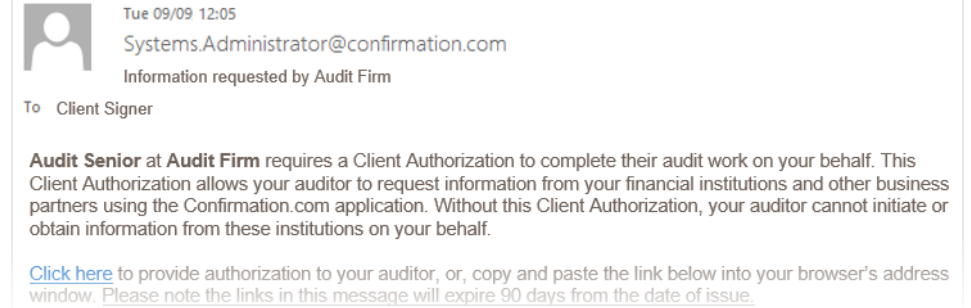 Tue 09/09 12:05
Systems.Administrator@confirmation.com
Information requested by Audit Firm
To Client Signer
Audit Senior at Audit Firm requires a Client Authorization to complete their audit work on your behalf. This
Client Authorization allows your auditor to request information from your financial institutions and other business
partners using the Confirmation.com application. Without this Client Authorization, your auditor cannot initiate or
obtain information from these institutions on your behalf.
Click here to provide authorization to your auditor, or, copy and paste the link below into your browser's address
window. Please note the links in this message will expire 90 days from the date of issue.